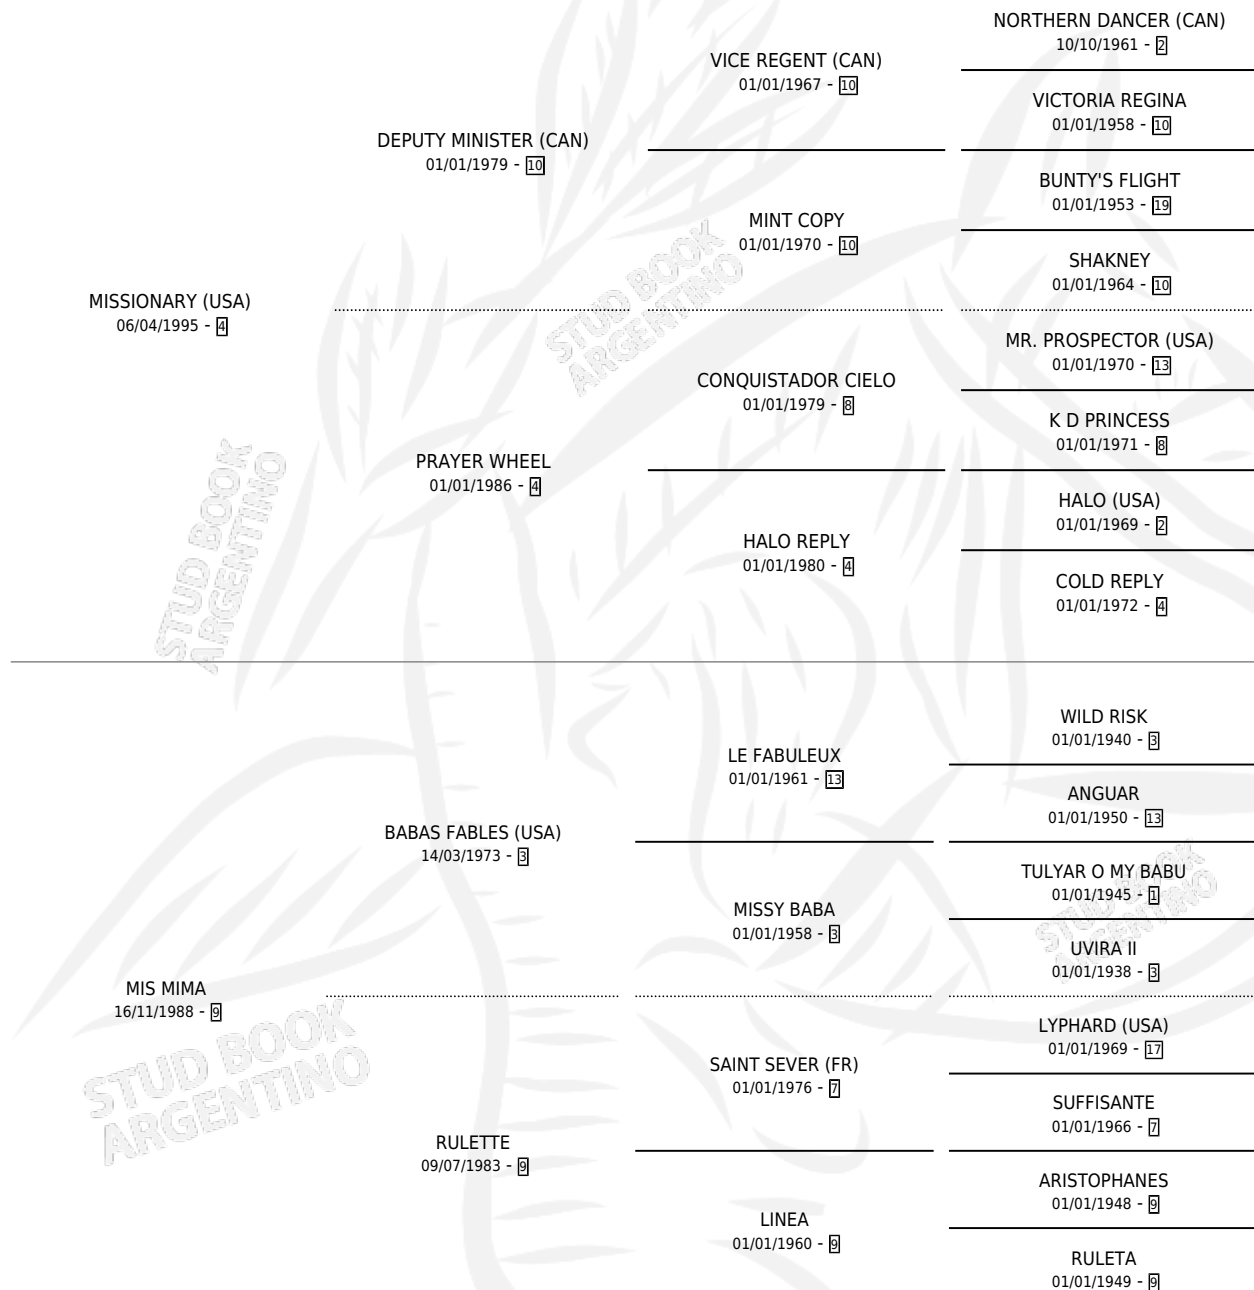 NORTHERN DANCER (CAN)
10/10/1961 - 2
VICE REGENT (CAN)
01/01/1967 - 10
VICTORIA REGINA
01/01/1958 - 10
DEPUTY MINISTER (CAN)
01/01/1979 - 10
BUNTY'S FLIGHT
01/01/1953 - 19
MINT COPY
01/01/1970 - 10
SHAKNEY
01/01/1964 - 10
MISSIONARY (USA)
06/04/1995 - 4
MR. PROSPECTOR (USA)
01/01/1970 - 13
CONQUISTADOR CIELO
01/01/1979 - 8
K D PRINCESS
01/01/1971 - 8
PRAYER WHEEL
01/01/1986 - 4
HALO (USA)
01/01/1969 - 2
HALO REPLY
01/01/1980 - 4
COLD REPLY
01/01/1972 - 4
WILD RISK
01/01/1940 - 3
LE FABULEUX
01/01/1961 - 13
ANGUAR
01/01/1950 - 13
BABAS FABLES (USA)
14/03/1973 - 3
TULYAR O MY BABU
01/01/1945 - 1
MISSY BABA
01/01/1958 - 3
UVIRA II
01/01/1938 - 3
MIS MIMA
16/11/1988 - 9
LYPHARD (USA)
01/01/1969 - 17
SAINT SEVER (FR)
01/01/1976 - 7
SUFFISANTE
01/01/1966 - 7
RULETTE
09/07/1983 - 9
ARISTOPHANES
01/01/1948 - 9
LINEA
01/01/1960 - 9
RULETA
01/01/1949 - 9
STUD BOOK
ARGENTINO
STUD BOOK
ARGENTINO
STUD BOOK
ARGENTINO
STUD BOOK
ARGENTINO